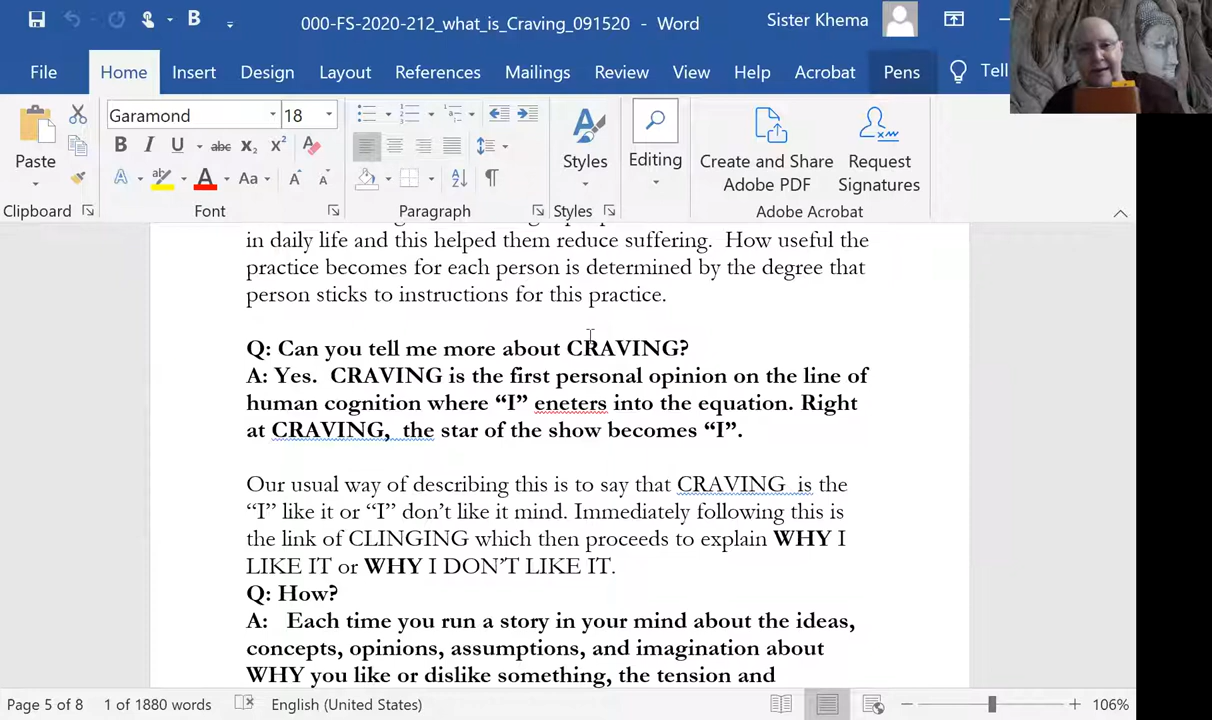 000-FS-2020-212_what_is_Craving_091520 - Word
Sister Khema
File Home Insert Design Layout References Mailings Review View Help Acrobat Pens Tell
Garamond 18
Paste
Styles
Editing
Create and Share
Adobe PDF
Request
Signatures
Clipboard Font Paragraph Styles Adobe Acrobat
in daily life and this helped them reduce suffering.  How useful the
practice becomes for each person is determined by the degree that
person sticks to instructions for this practice.
Q: Can you tell me more about CRAVING?
A: Yes.  CRAVING is the first personal opinion on the line of
human cognition where “I” eneters into the equation. Right
at CRAVING,  the star of the show becomes “I”.
Our usual way of describing this is to say that CRAVING  is the
“I” like it or “I” don’t like it mind. Immediately following this is
the link of CLINGING which then proceeds to explain WHY I
LIKE IT or WHY I DON’T LIKE IT.
Q: How?
A:   Each time you run a story in your mind about the ideas,
concepts, opinions, assumptions, and imagination about
WHY you like or dislike something, the tension and
Page 5 of 8 1 of 1880 words English (United States) 106%